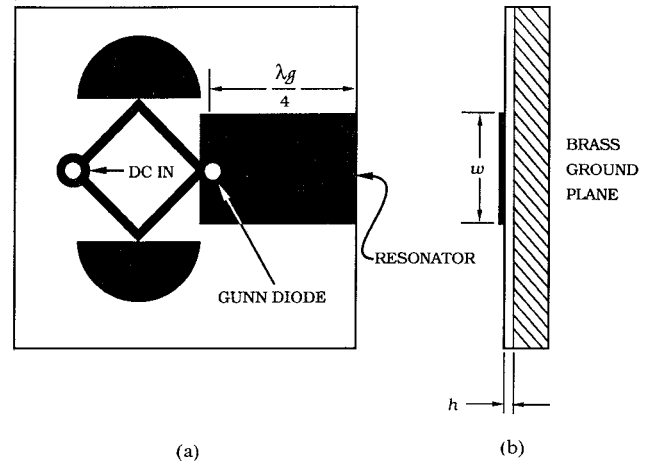 λg
4
DC IN
w
BRASS
GROUND
PLANE
RESONATOR
GUNN DIODE
h
(a)
(b)